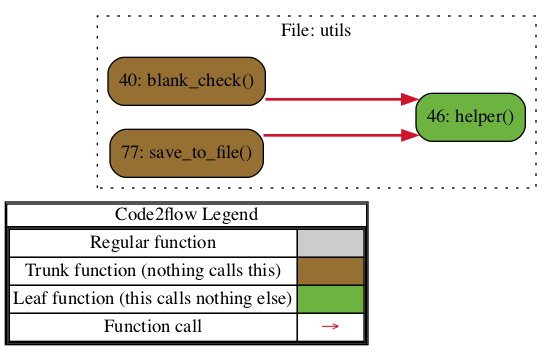 File: utils
40: blank_check()
46: helper()
77: save_to_file()
Code2flow Legend
Regular function
Trunk function (nothing calls this)
Leaf function (this calls nothing else)
Function call →